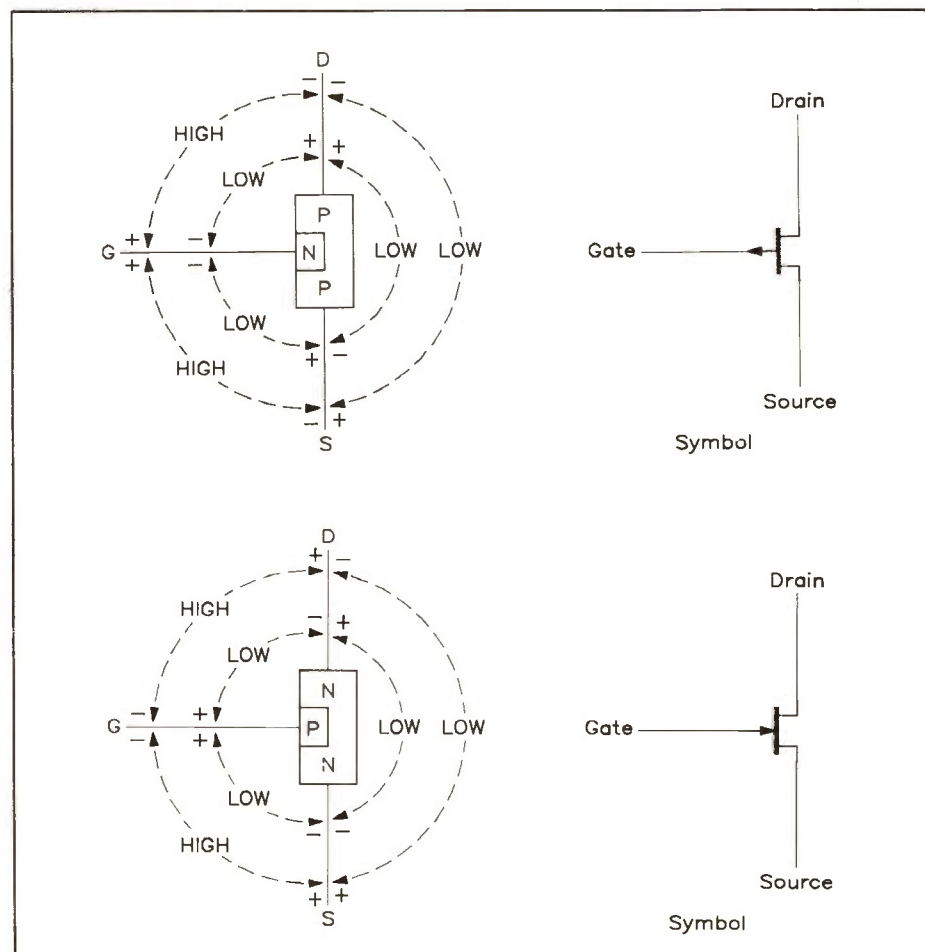 D
− −
Drain
HIGH
+ +
LOW
P
G + − N LOW LOW Gate
+ −
P
LOW
HIGH
+ −
Source
− +
S
Symbol
D
+ −
Drain
HIGH
− +
LOW
N
G − + P LOW LOW Gate
− +
N
LOW
HIGH
− −
Source
+ +
S
Symbol